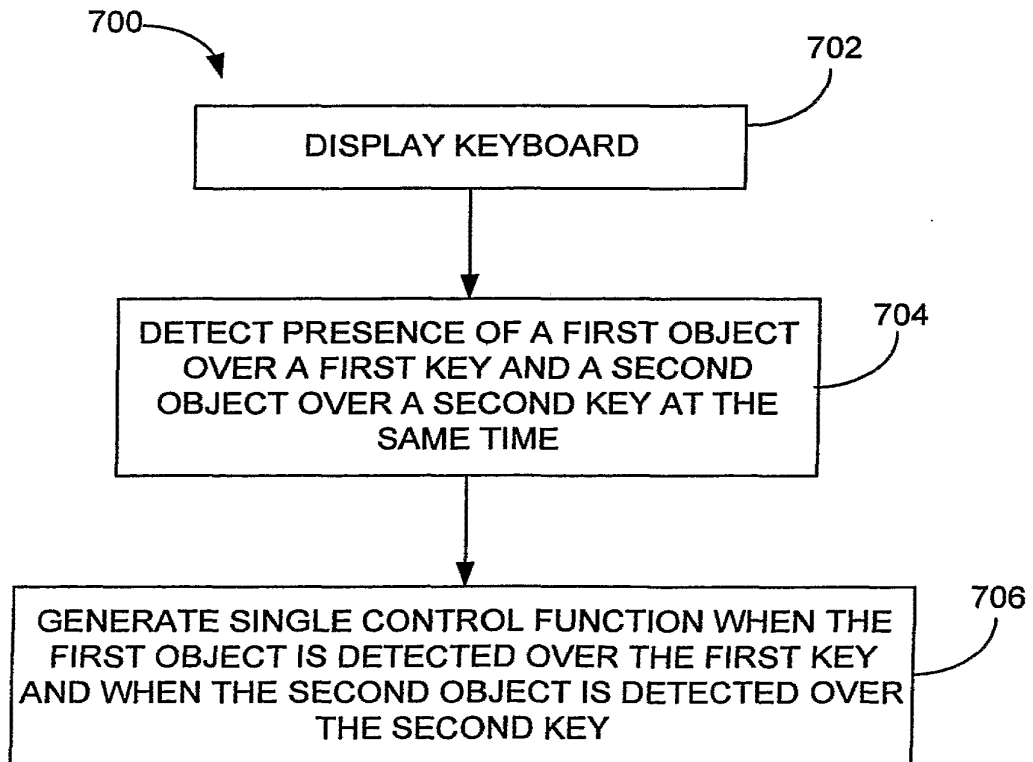 700
702
DISPLAY KEYBOARD
704
DETECT PRESENCE OF A FIRST OBJECT
OVER A FIRST KEY AND A SECOND
OBJECT OVER A SECOND KEY AT THE
SAME TIME
706
GENERATE SINGLE CONTROL FUNCTION WHEN THE
FIRST OBJECT IS DETECTED OVER THE FIRST KEY
AND WHEN THE SECOND OBJECT IS DETECTED OVER
THE SECOND KEY